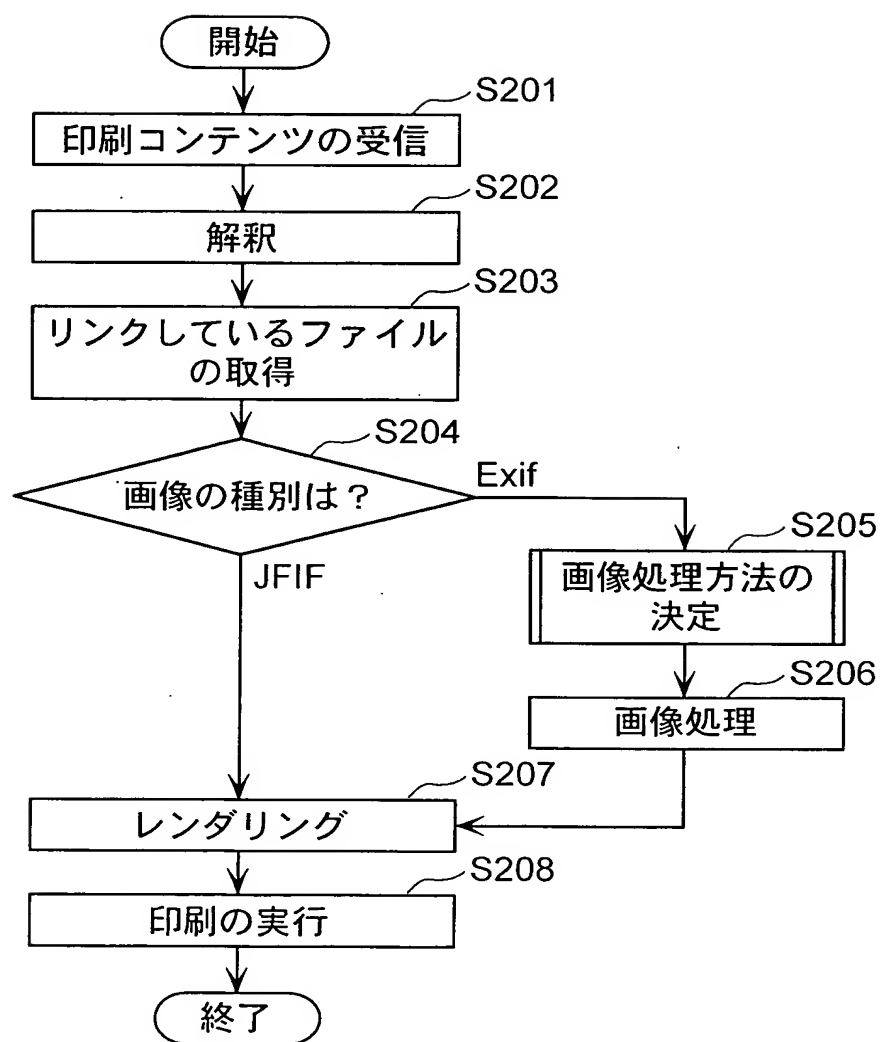 開始
S201
印刷コンテンツの受信
S202
解釈
S203
リンクしているファイル
の取得
S204
画像の種別は？
Exif
JFIF
S205
画像処理方法の
決定
S206
画像処理
S207
レンダリング
S208
印刷の実行
終了